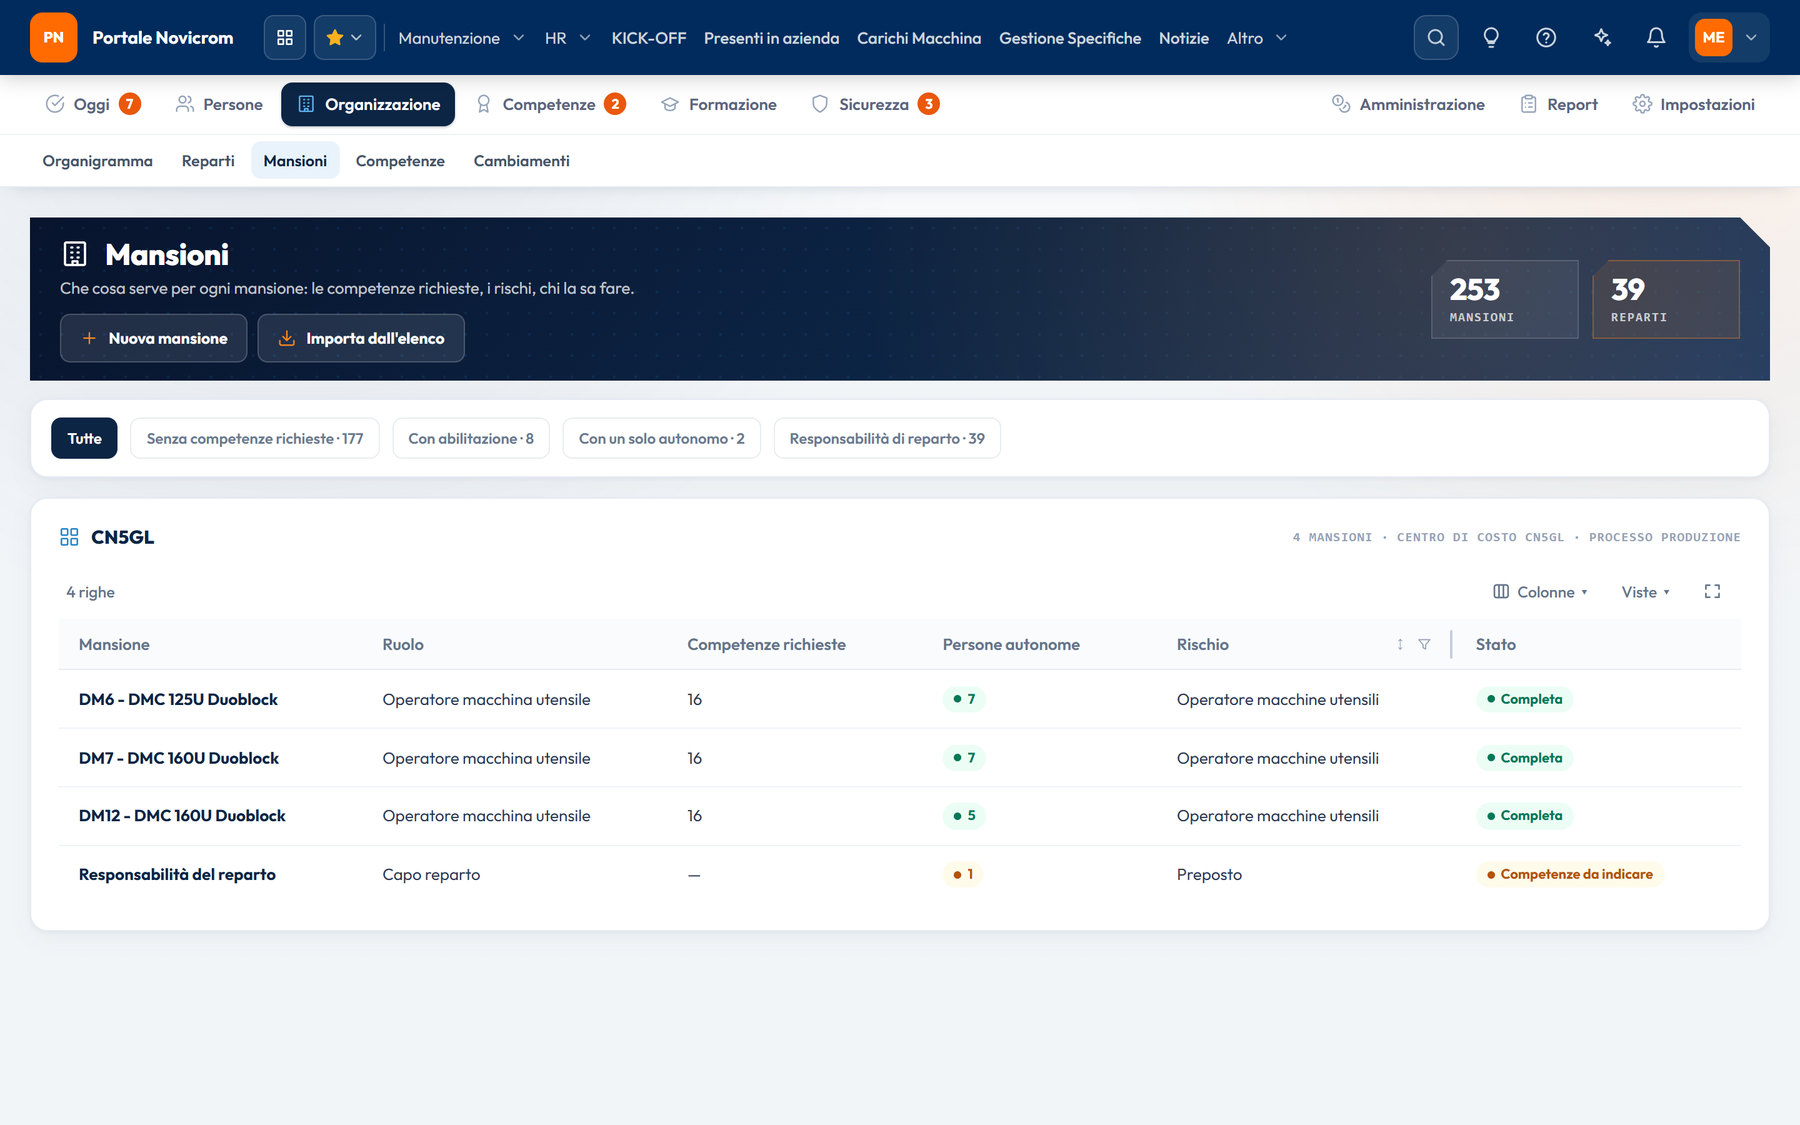 PN Portale Novicrom Manutenzione HR KICK-OFF Presenti in azienda Carichi Macchina Gestione Specifiche Notizie Altro ME
Oggi 7 Persone Organizzazione Competenze 2 Formazione Sicurezza 3 Amministrazione Report Impostazioni
Organigramma Reparti Mansioni Competenze Cambiamenti
Mansioni
Che cosa serve per ogni mansione: le competenze richieste, i rischi, chi la sa fare.
Nuova mansione Importa dall'elenco
253
MANSIONI
39
REPARTI
Tutte Senza competenze richieste · 177 Con abilitazione · 8 Con un solo autonomo · 2 Responsabilità di reparto · 39
CN5GL 4 MANSIONI · CENTRO DI COSTO CN5GL · PROCESSO PRODUZIONE
4 righe Colonne Viste
Mansione Ruolo Competenze richieste Persone autonome Rischio Stato
DM6 - DMC 125U Duoblock Operatore macchina utensile 16 7 Operatore macchine utensili Completa
DM7 - DMC 160U Duoblock Operatore macchina utensile 16 7 Operatore macchine utensili Completa
DM12 - DMC 160U Duoblock Operatore macchina utensile 16 5 Operatore macchine utensili Completa
Responsabilità del reparto Capo reparto — 1 Preposto Competenze da indicare